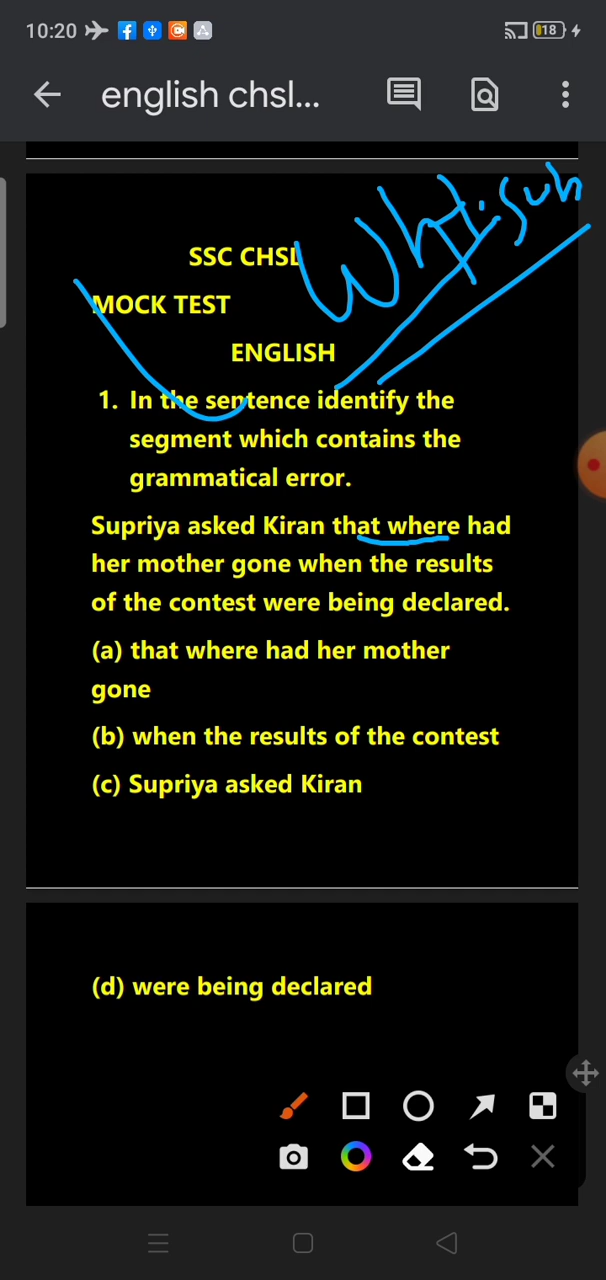 10:20
18
english chsl...
Wh+.Sub
SSC CHSL
MOCK TEST
ENGLISH
1. In the sentence identify the
segment which contains the
grammatical error.
Supriya asked Kiran that where had
her mother gone when the results
of the contest were being declared.
(a) that where had her mother
gone
(b) when the results of the contest
(c) Supriya asked Kiran
(d) were being declared